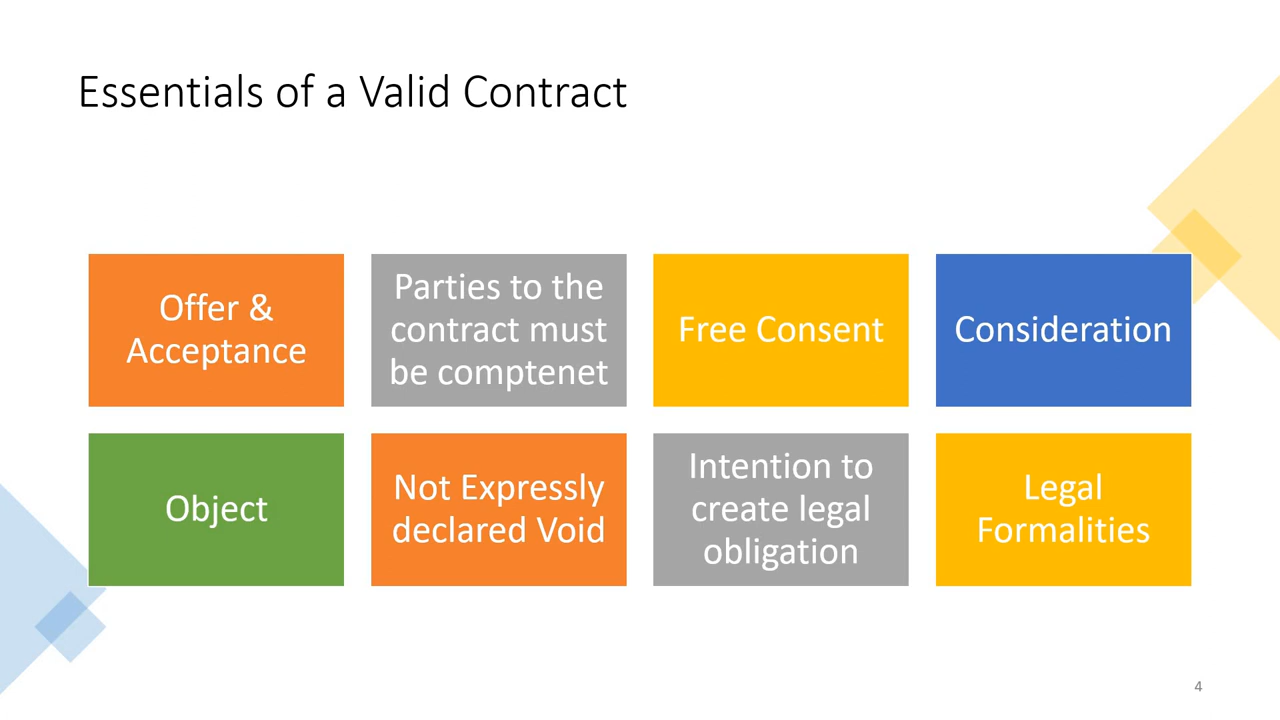 Essentials of a Valid Contract
Offer &
Acceptance
Parties to the
contract must
be comptenet
Free Consent
Consideration
Object
Not Expressly
declared Void
Intention to
create legal
obligation
Legal
Formalities
4